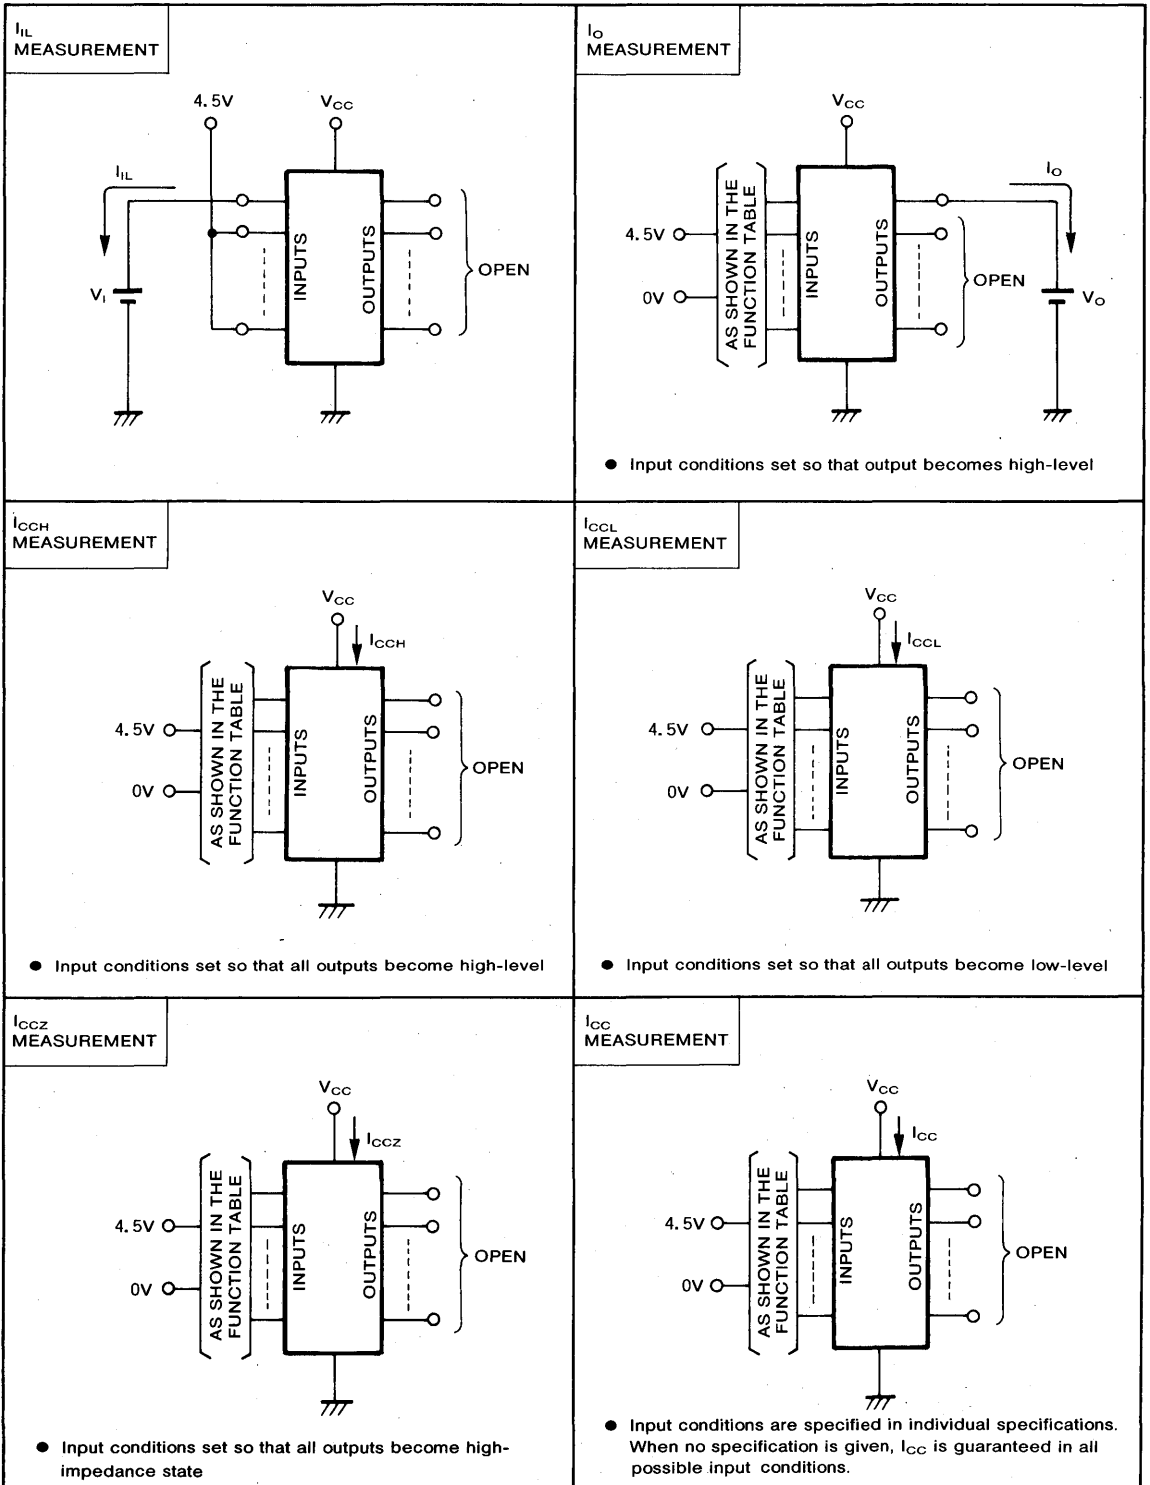 I_IL
MEASUREMENT
4.5V
V_CC
I_IL
V_I
INPUTS
OUTPUTS
OPEN
I_O
MEASUREMENT
V_CC
I_O
4.5V
0V
AS SHOWN IN THE
FUNCTION TABLE
INPUTS
OUTPUTS
OPEN
V_O
● Input conditions set so that output becomes high-level
I_CCH
MEASUREMENT
V_CC
I_CCH
4.5V
0V
AS SHOWN IN THE
FUNCTION TABLE
INPUTS
OUTPUTS
OPEN
● Input conditions set so that all outputs become high-level
I_CCL
MEASUREMENT
V_CC
I_CCL
4.5V
0V
AS SHOWN IN THE
FUNCTION TABLE
INPUTS
OUTPUTS
OPEN
● Input conditions set so that all outputs become low-level
I_CCZ
MEASUREMENT
V_CC
I_CCZ
4.5V
0V
AS SHOWN IN THE
FUNCTION TABLE
INPUTS
OUTPUTS
OPEN
● Input conditions set so that all outputs become high-
impedance state
I_CC
MEASUREMENT
V_CC
I_CC
4.5V
0V
AS SHOWN IN THE
FUNCTION TABLE
INPUTS
OUTPUTS
OPEN
● Input conditions are specified in individual specifications.
When no specification is given, I_CC is guaranteed in all
possible input conditions.